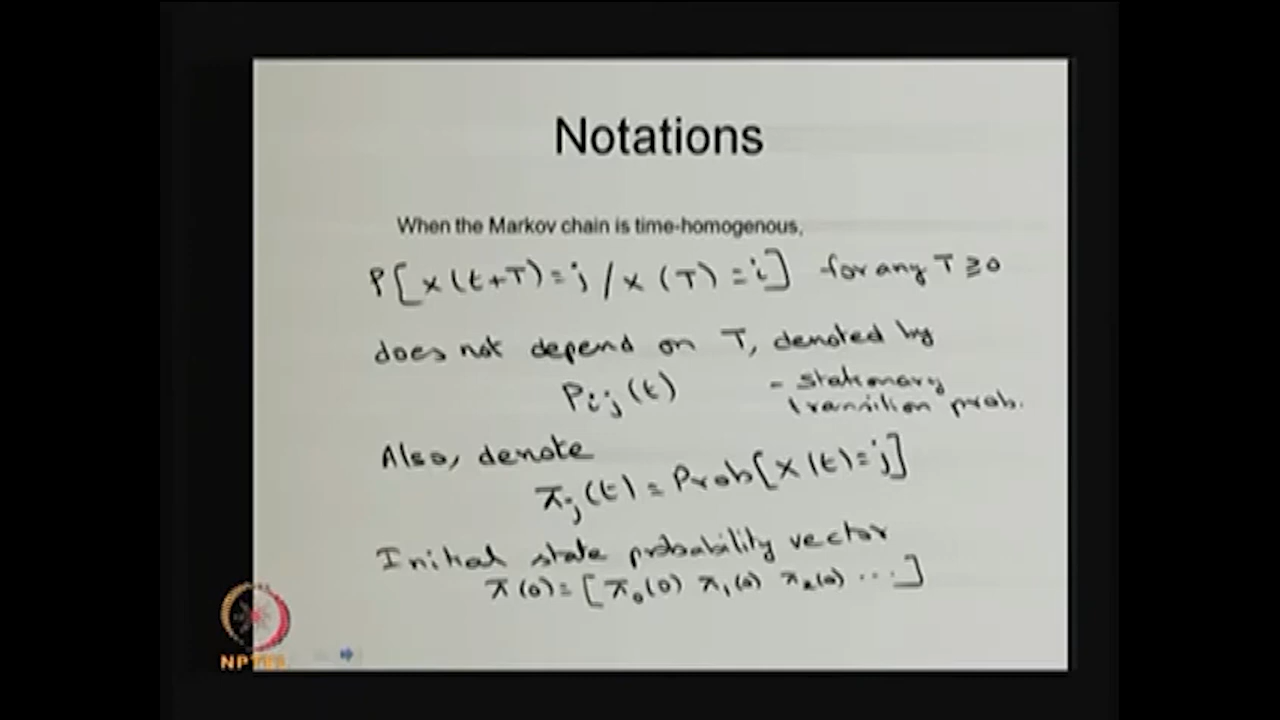 Notations
When the Markov chain is time-homogenous,
P[x(t+T)=j/x(T)=i] for any T≥0
does not depend on T, denoted by
Pij(t) - stationary
transition prob.
Also, denote
πj(t) = Prob[x(t)=j]
Initial state probability vector
π(0)=[π₀(0) π₁(0) π₂(0) ...]
NPTEL